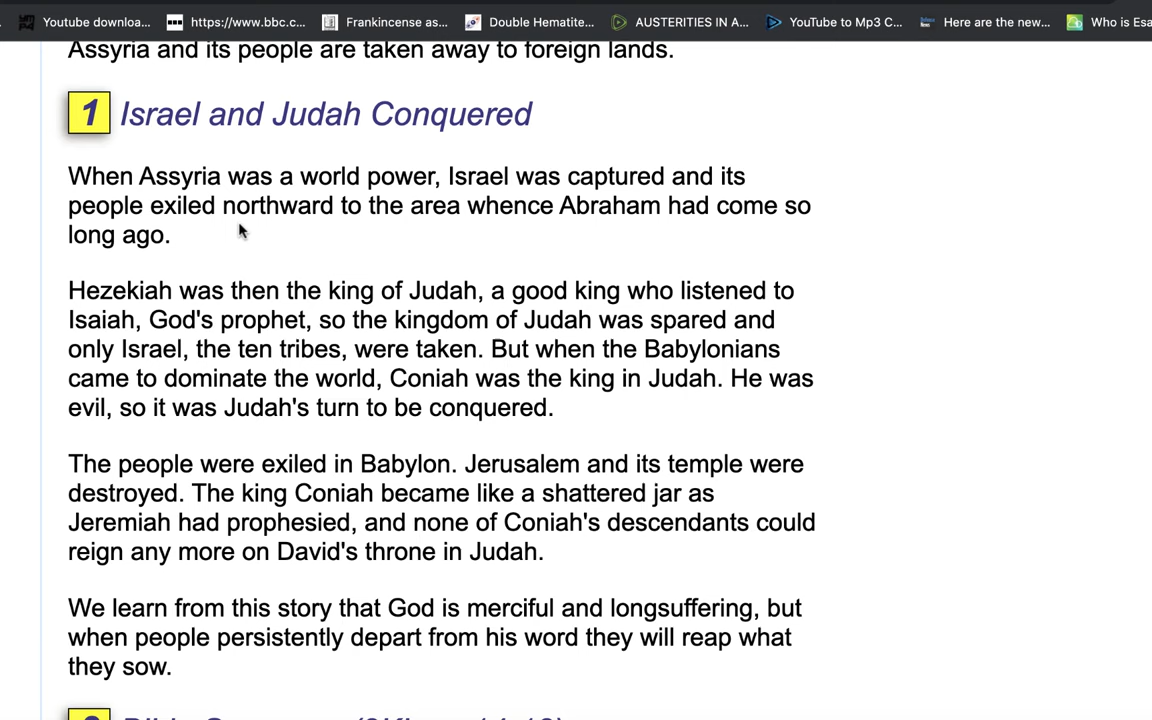 Youtube downloa... https://www.bbc.c... Frankincense as... Double Hematite... AUSTERITIES IN A... YouTube to Mp3 C... Here are the new... Who is Esa
Assyria and its people are taken away to foreign lands.
1 Israel and Judah Conquered
When Assyria was a world power, Israel was captured and its
people exiled northward to the area whence Abraham had come so
long ago.
Hezekiah was then the king of Judah, a good king who listened to
Isaiah, God's prophet, so the kingdom of Judah was spared and
only Israel, the ten tribes, were taken. But when the Babylonians
came to dominate the world, Coniah was the king in Judah. He was
evil, so it was Judah's turn to be conquered.
The people were exiled in Babylon. Jerusalem and its temple were
destroyed. The king Coniah became like a shattered jar as
Jeremiah had prophesied, and none of Coniah's descendants could
reign any more on David's throne in Judah.
We learn from this story that God is merciful and longsuffering, but
when people persistently depart from his word they will reap what
they sow.